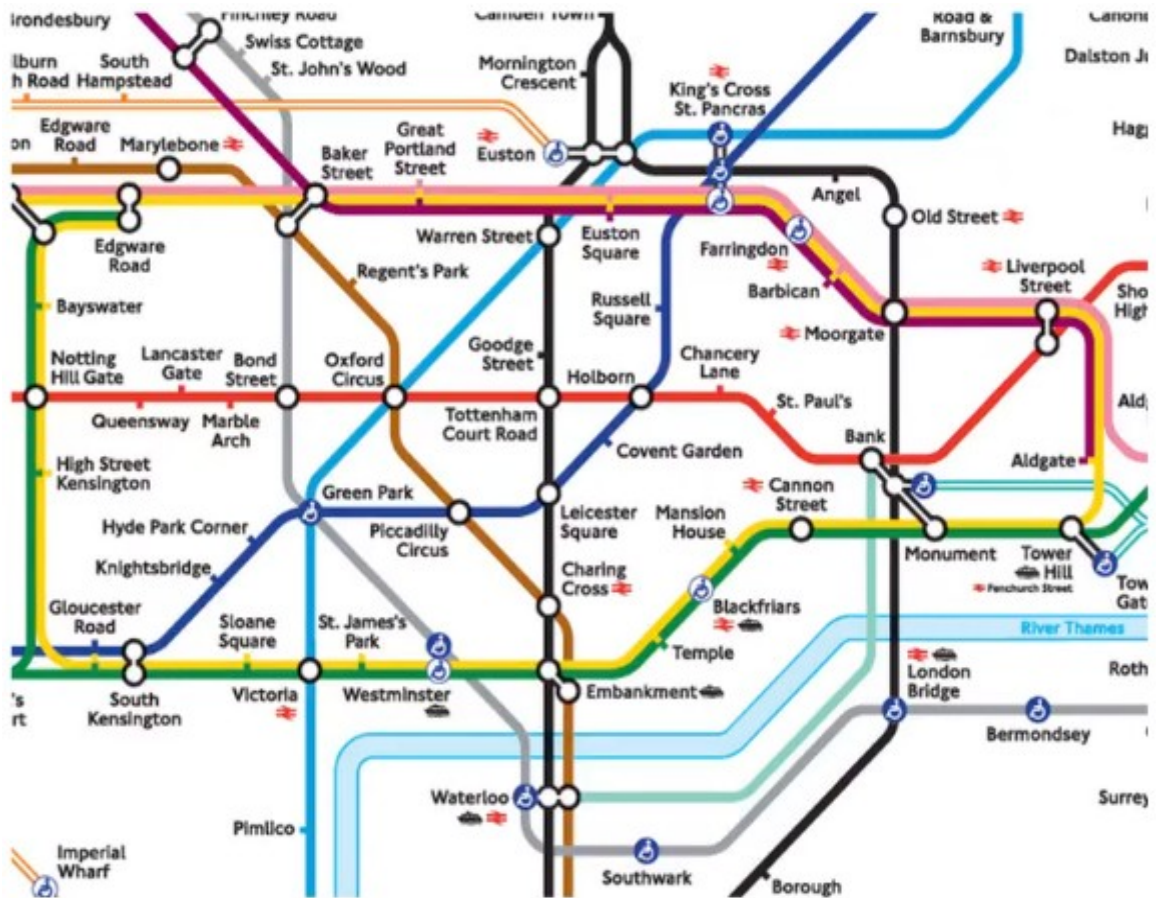 Brondesbury
Finchley Road
Swiss Cottage
St. John's Wood
South
Hampstead
h Road
Camden Town
Mornington
Crescent
King's Cross
St. Pancras
Road &
Barnsbury
Edgware
Road
Marylebone
Baker
Street
Great
Portland
Street
Euston
Angel
Old Street
Edgware
Road
Warren Street
Euston
Square
Farringdon
Barbican
Liverpool
Street
Regent's Park
Bayswater
Russell
Square
Moorgate
Notting
Hill Gate
Lancaster
Gate
Bond
Street
Oxford
Circus
Goodge
Street
Holborn
Chancery
Lane
Queensway
Marble
Arch
Tottenham
Court Road
St. Paul's
Covent Garden
Bank
High Street
Kensington
Aldgate
Green Park
Cannon
Street
Hyde Park Corner
Piccadilly
Circus
Leicester
Square
Mansion
House
Monument
Tower
Hill
Fenchurch Street
Knightsbridge
Charing
Cross
Gloucester
Road
Sloane
Square
St. James's
Park
Blackfriars
River Thames
Temple
South
Kensington
Victoria
Westminster
Embankment
London
Bridge
Bermondsey
Waterloo
Pimlico
Imperial
Wharf
Southwark
Borough